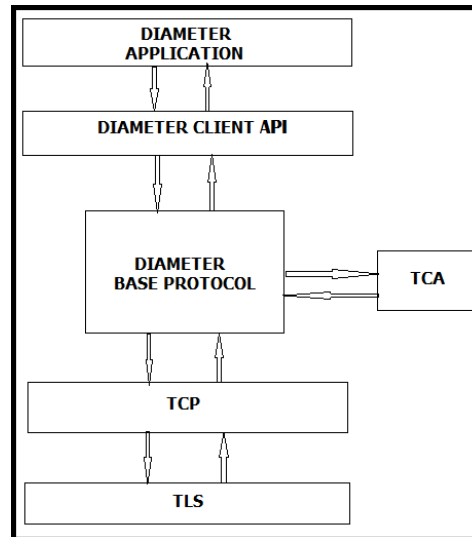 DIAMETER
APPLICATION
DIAMETER CLIENT API
DIAMETER
BASE PROTOCOL
TCA
TCP
TLS